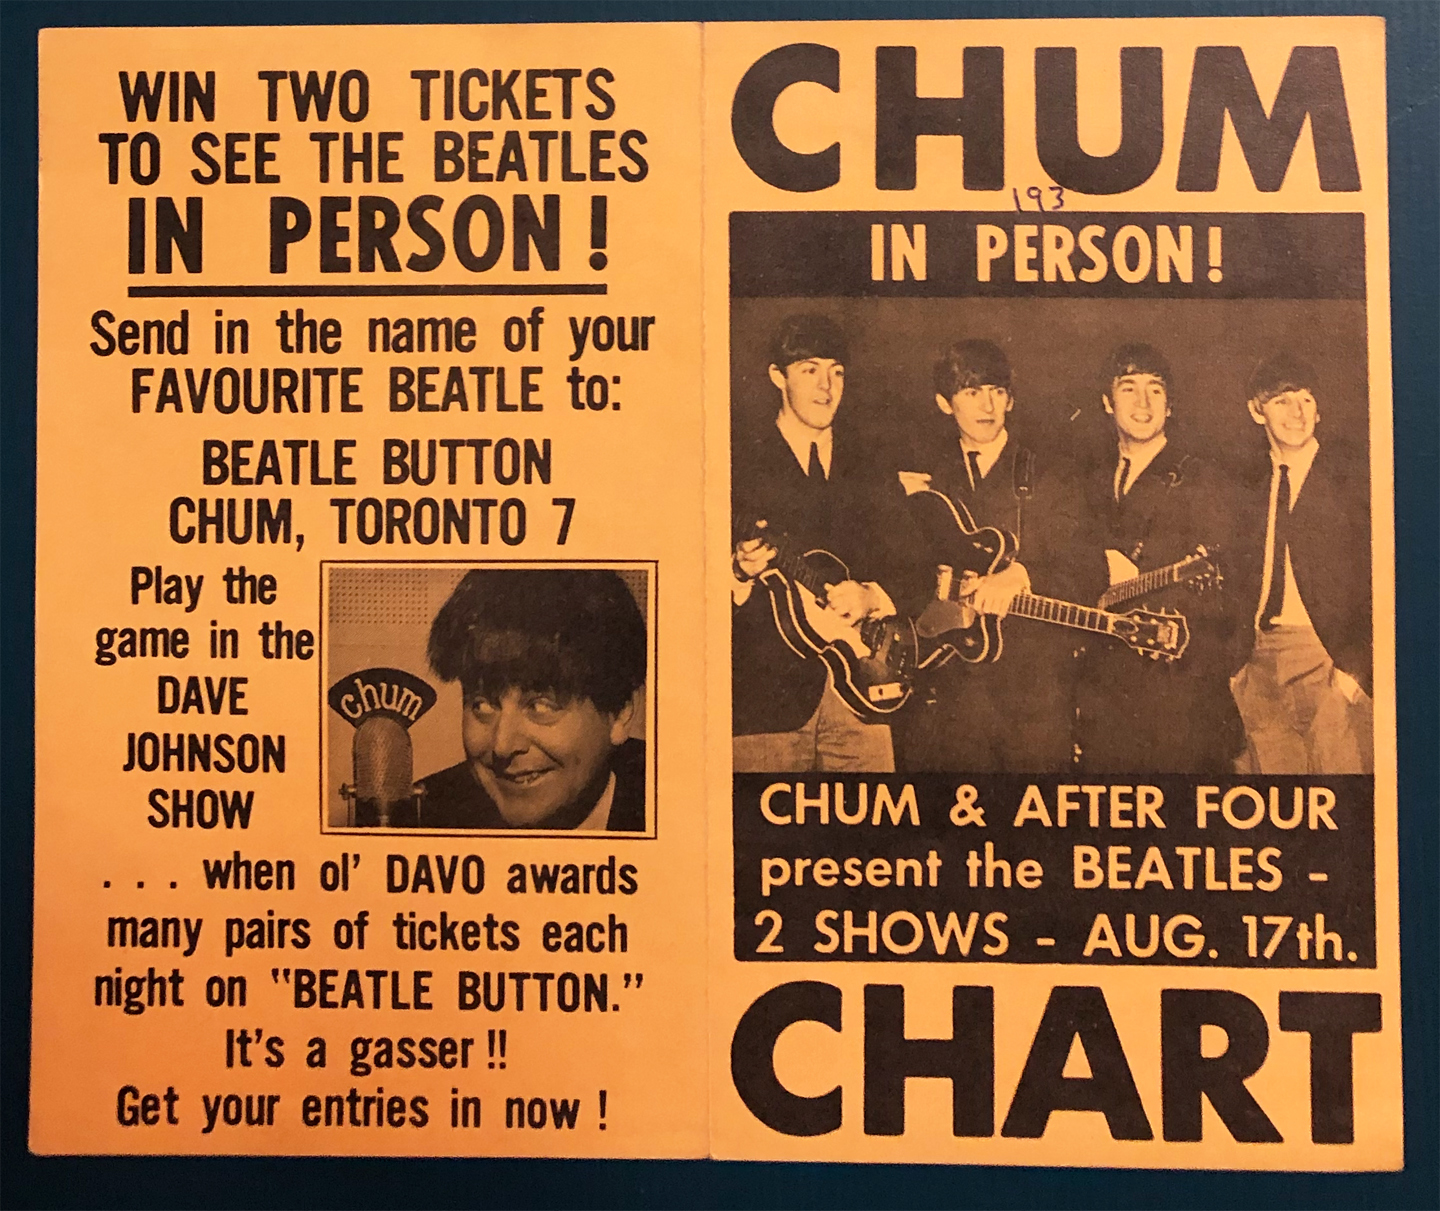 WIN TWO TICKETS
TO SEE THE BEATLES
IN PERSON!
Send in the name of your
FAVOURITE BEATLE to:
BEATLE BUTTON
CHUM, TORONTO 7
Play the
game in the
DAVE
JOHNSON
SHOW
chum
. . . when ol' DAVO awards
many pairs of tickets each
night on "BEATLE BUTTON."
It's a gasser!!
Get your entries in now!
CHUM
193
IN PERSON!
CHUM & AFTER FOUR
present the BEATLES -
2 SHOWS - AUG. 17th.
CHART